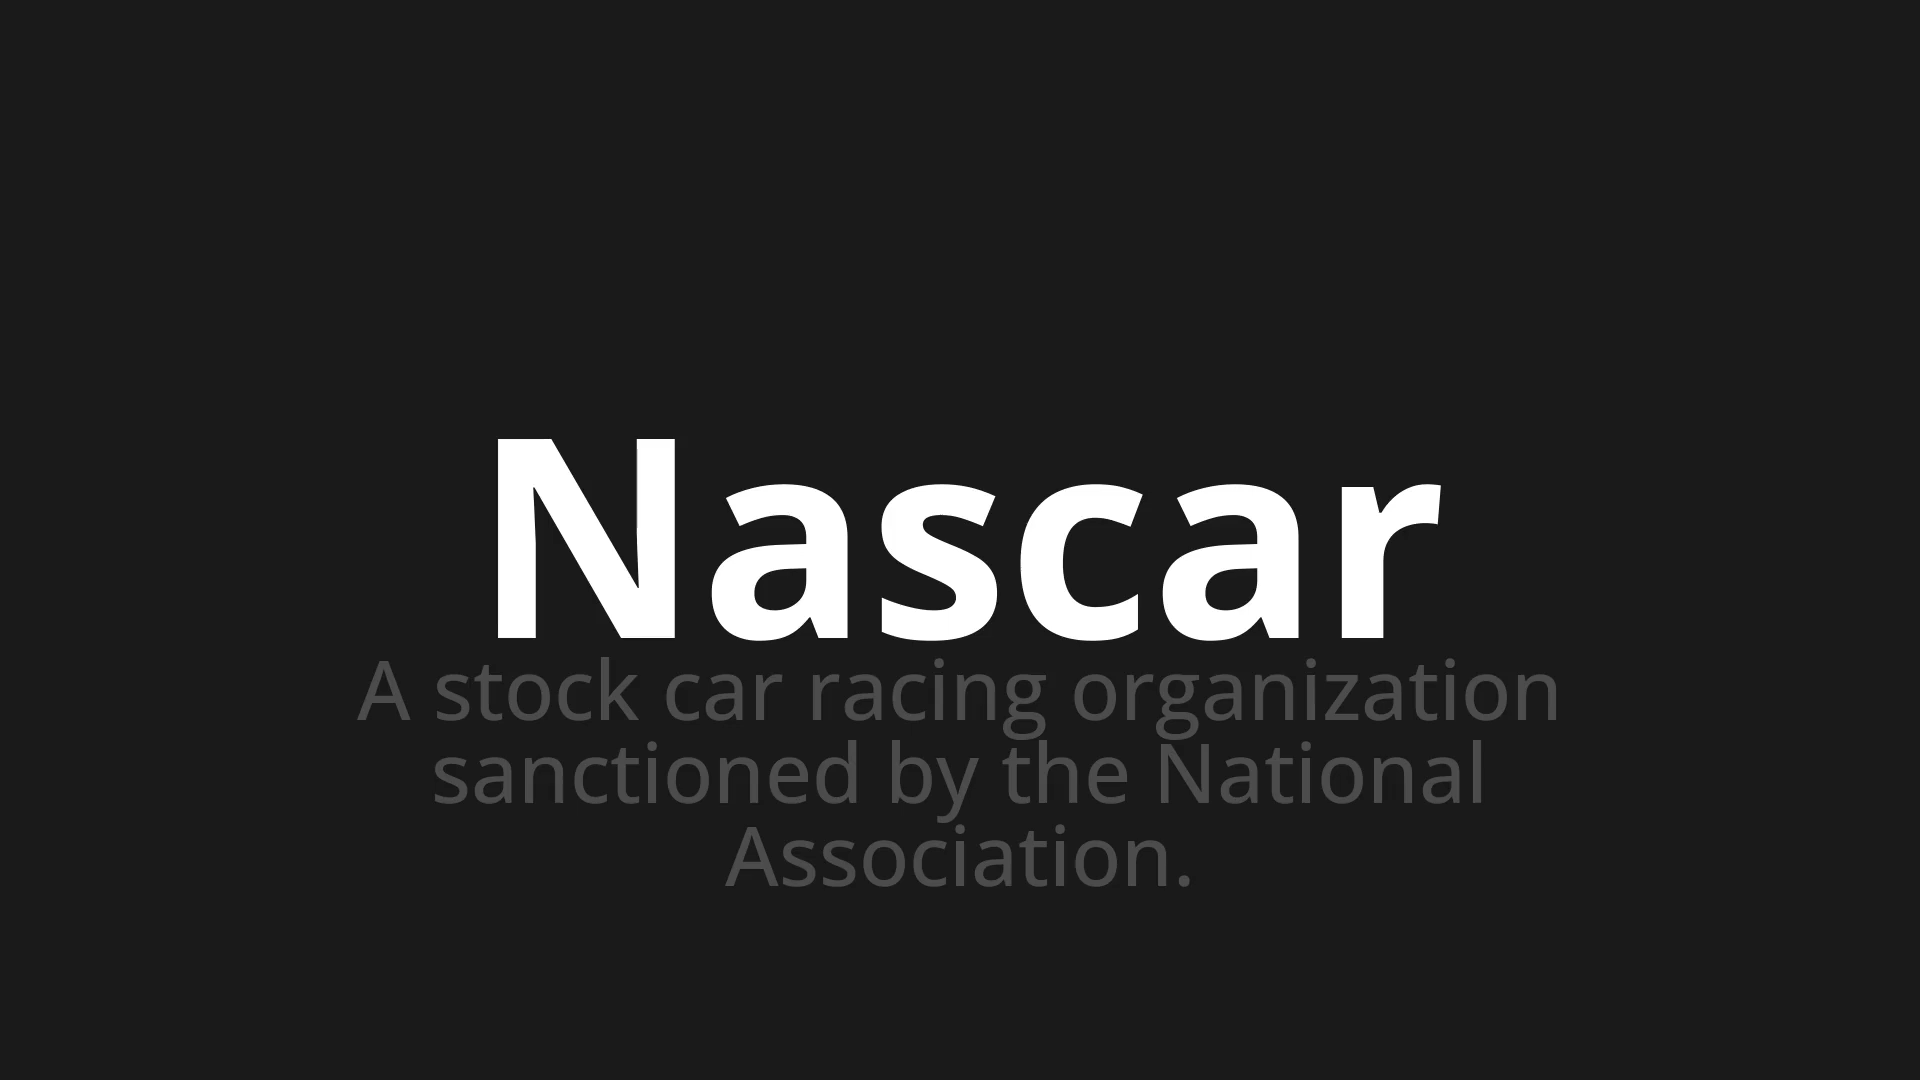 Nascar
A stock car racing organization
sanctioned by the National
Association.